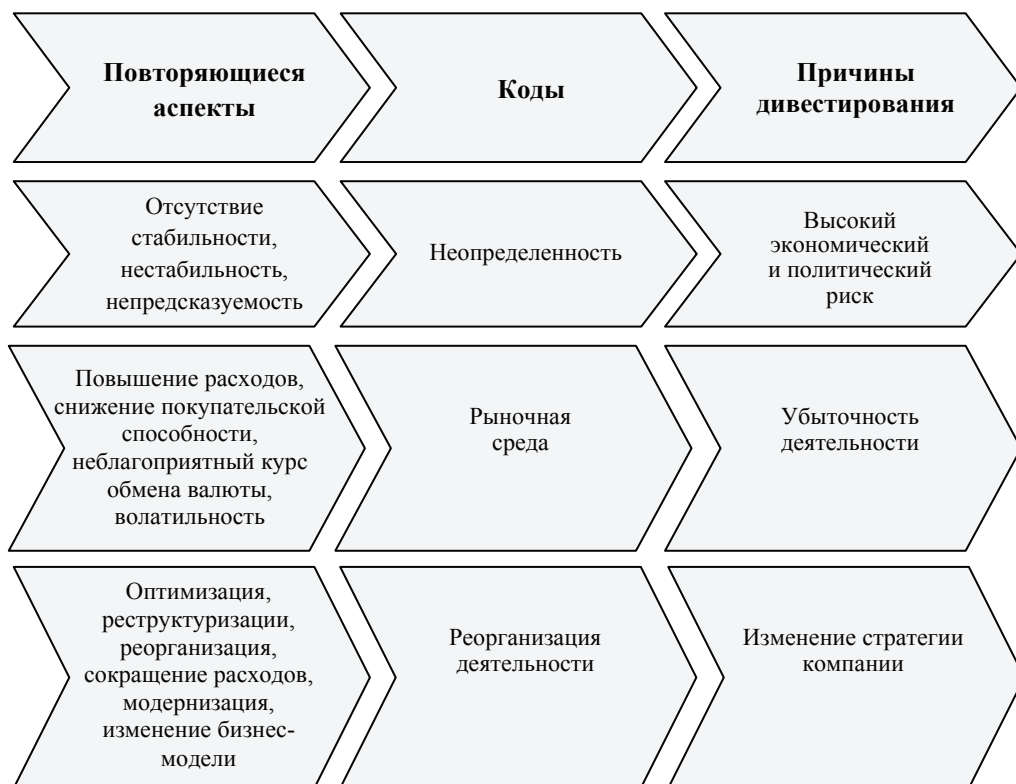 Повторяющиеся
аспекты
Коды
Причины
дивестирования
Отсутствие
стабильности,
нестабильность,
непредсказуемость
Неопределенность
Высокий
экономический
и политический
риск
Повышение расходов,
снижение покупательской
способности,
неблагоприятный курс
обмена валюты,
волатильность
Рыночная
среда
Убыточность
деятельности
Оптимизация,
реструктуризации,
реорганизация,
сокращение расходов,
модернизация,
изменение бизнес-
модели
Реорганизация
деятельности
Изменение стратегии
компании